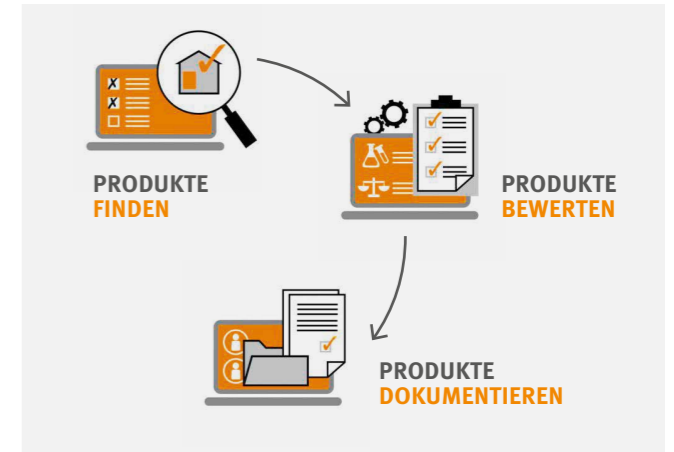 PRODUKTE
FINDEN
PRODUKTE
BEWERTEN
PRODUKTE
DOKUMENTIEREN